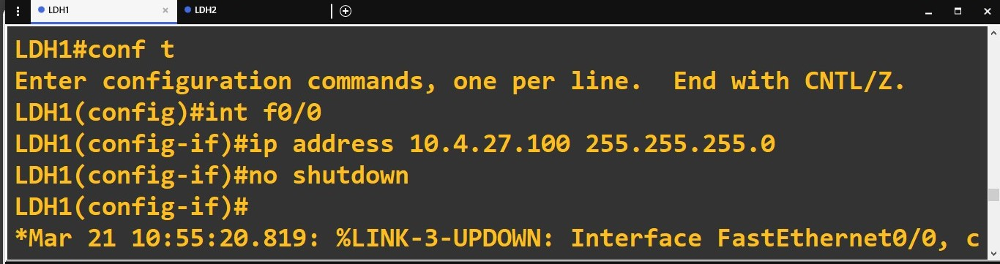 LDH1
LDH2
LDH1#conf t
Enter configuration commands, one per line.  End with CNTL/Z.
LDH1(config)#int f0/0
LDH1(config-if)#ip address 10.4.27.100 255.255.255.0
LDH1(config-if)#no shutdown
LDH1(config-if)#
*Mar 21 10:55:20.819: %LINK-3-UPDOWN: Interface FastEthernet0/0, c